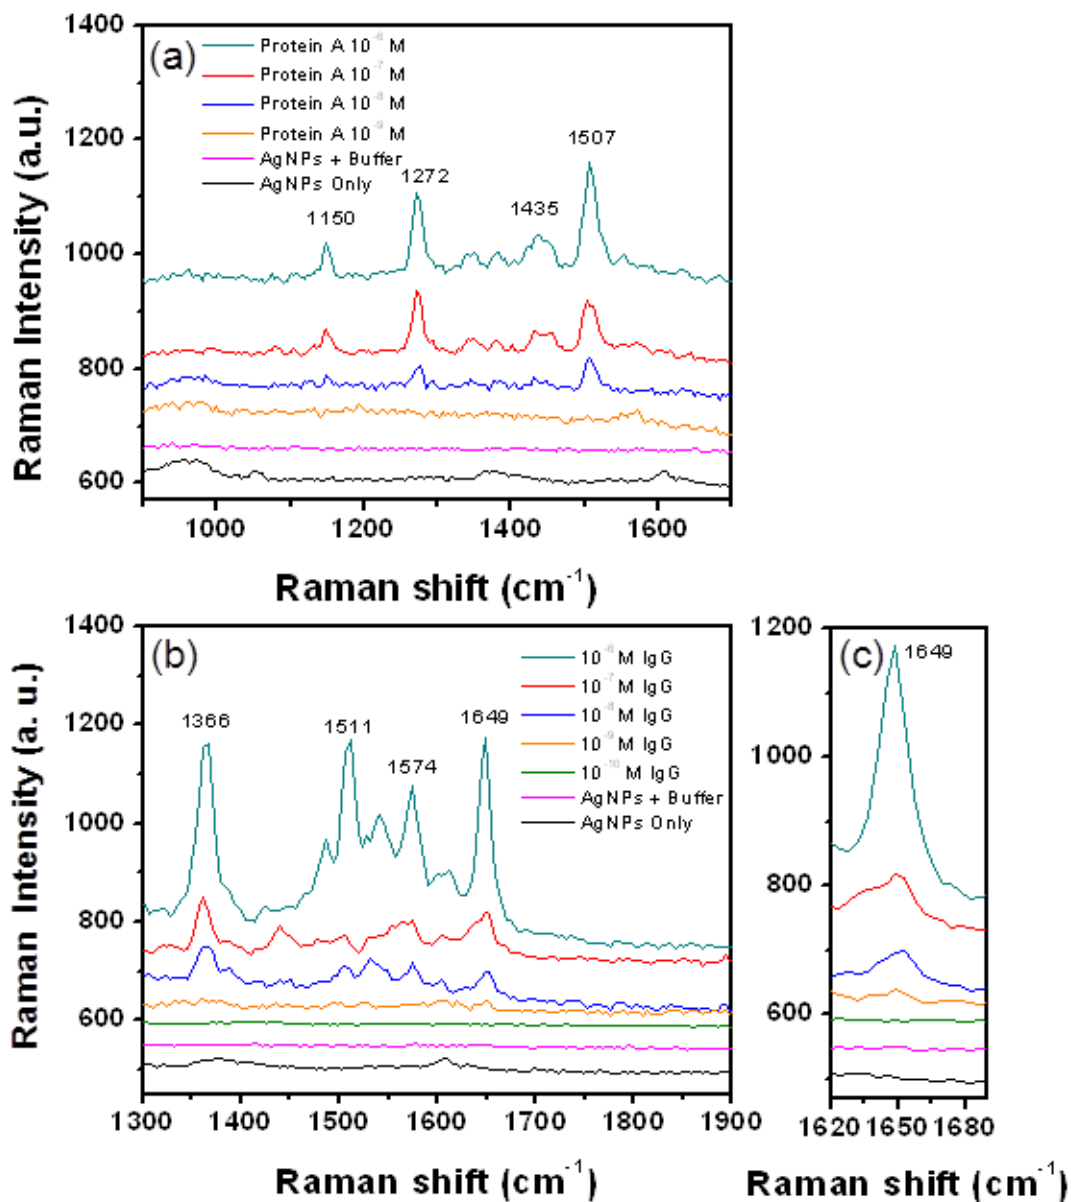 1400
(a)
Protein A 10⁻⁶ M
Protein A 10⁻⁷ M
Protein A 10⁻⁸ M
Protein A 10⁻⁹ M
AgNPs + Buffer
AgNPs Only
1200
1000
800
600
1150
1272
1435
1507
Raman Intensity (a.u.)
1000
1200
1400
1600
Raman shift (cm⁻¹)
1400
(b)
10⁻⁶ M IgG
10⁻⁷ M IgG
10⁻⁸ M IgG
10⁻⁹ M IgG
10⁻¹⁰ M IgG
AgNPs + Buffer
AgNPs Only
1200
1000
800
600
1366
1511
1574
1649
Raman Intensity (a. u.)
1300
1400
1500
1600
1700
1800
1900
Raman shift (cm⁻¹)
1200
(c)
1649
1000
800
600
1620
1650
1680
Raman shift (cm⁻¹)